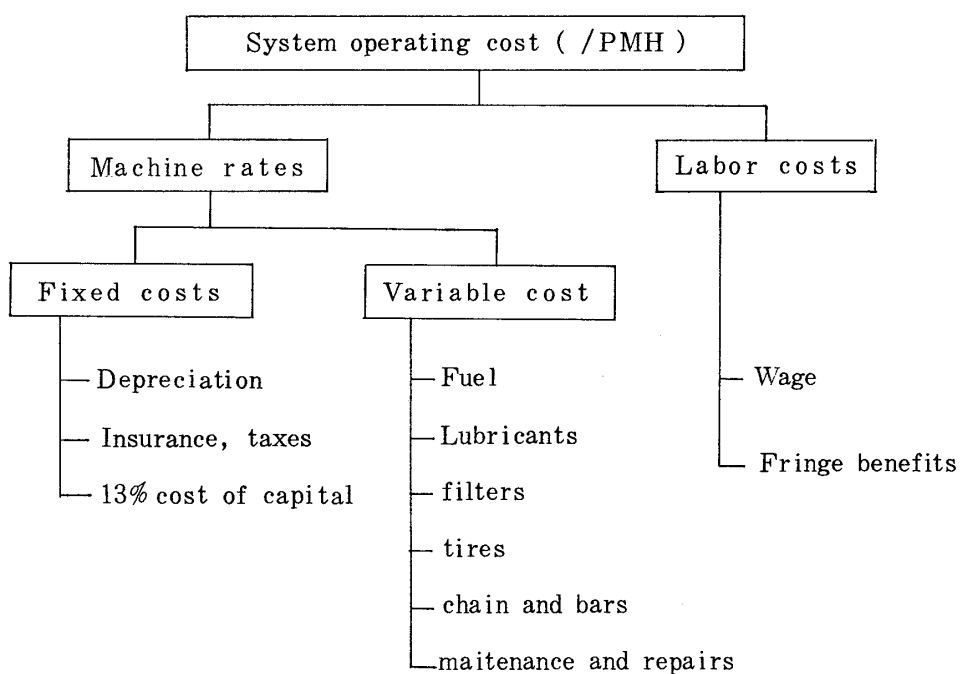 System operating cost ( /PMH )
Machine rates
Labor costs
Fixed costs
Variable cost
Depreciation
Insurance, taxes
13% cost of capital
Fuel
Lubricants
filters
tires
chain and bars
maitenance and repairs
Wage
Fringe benefits